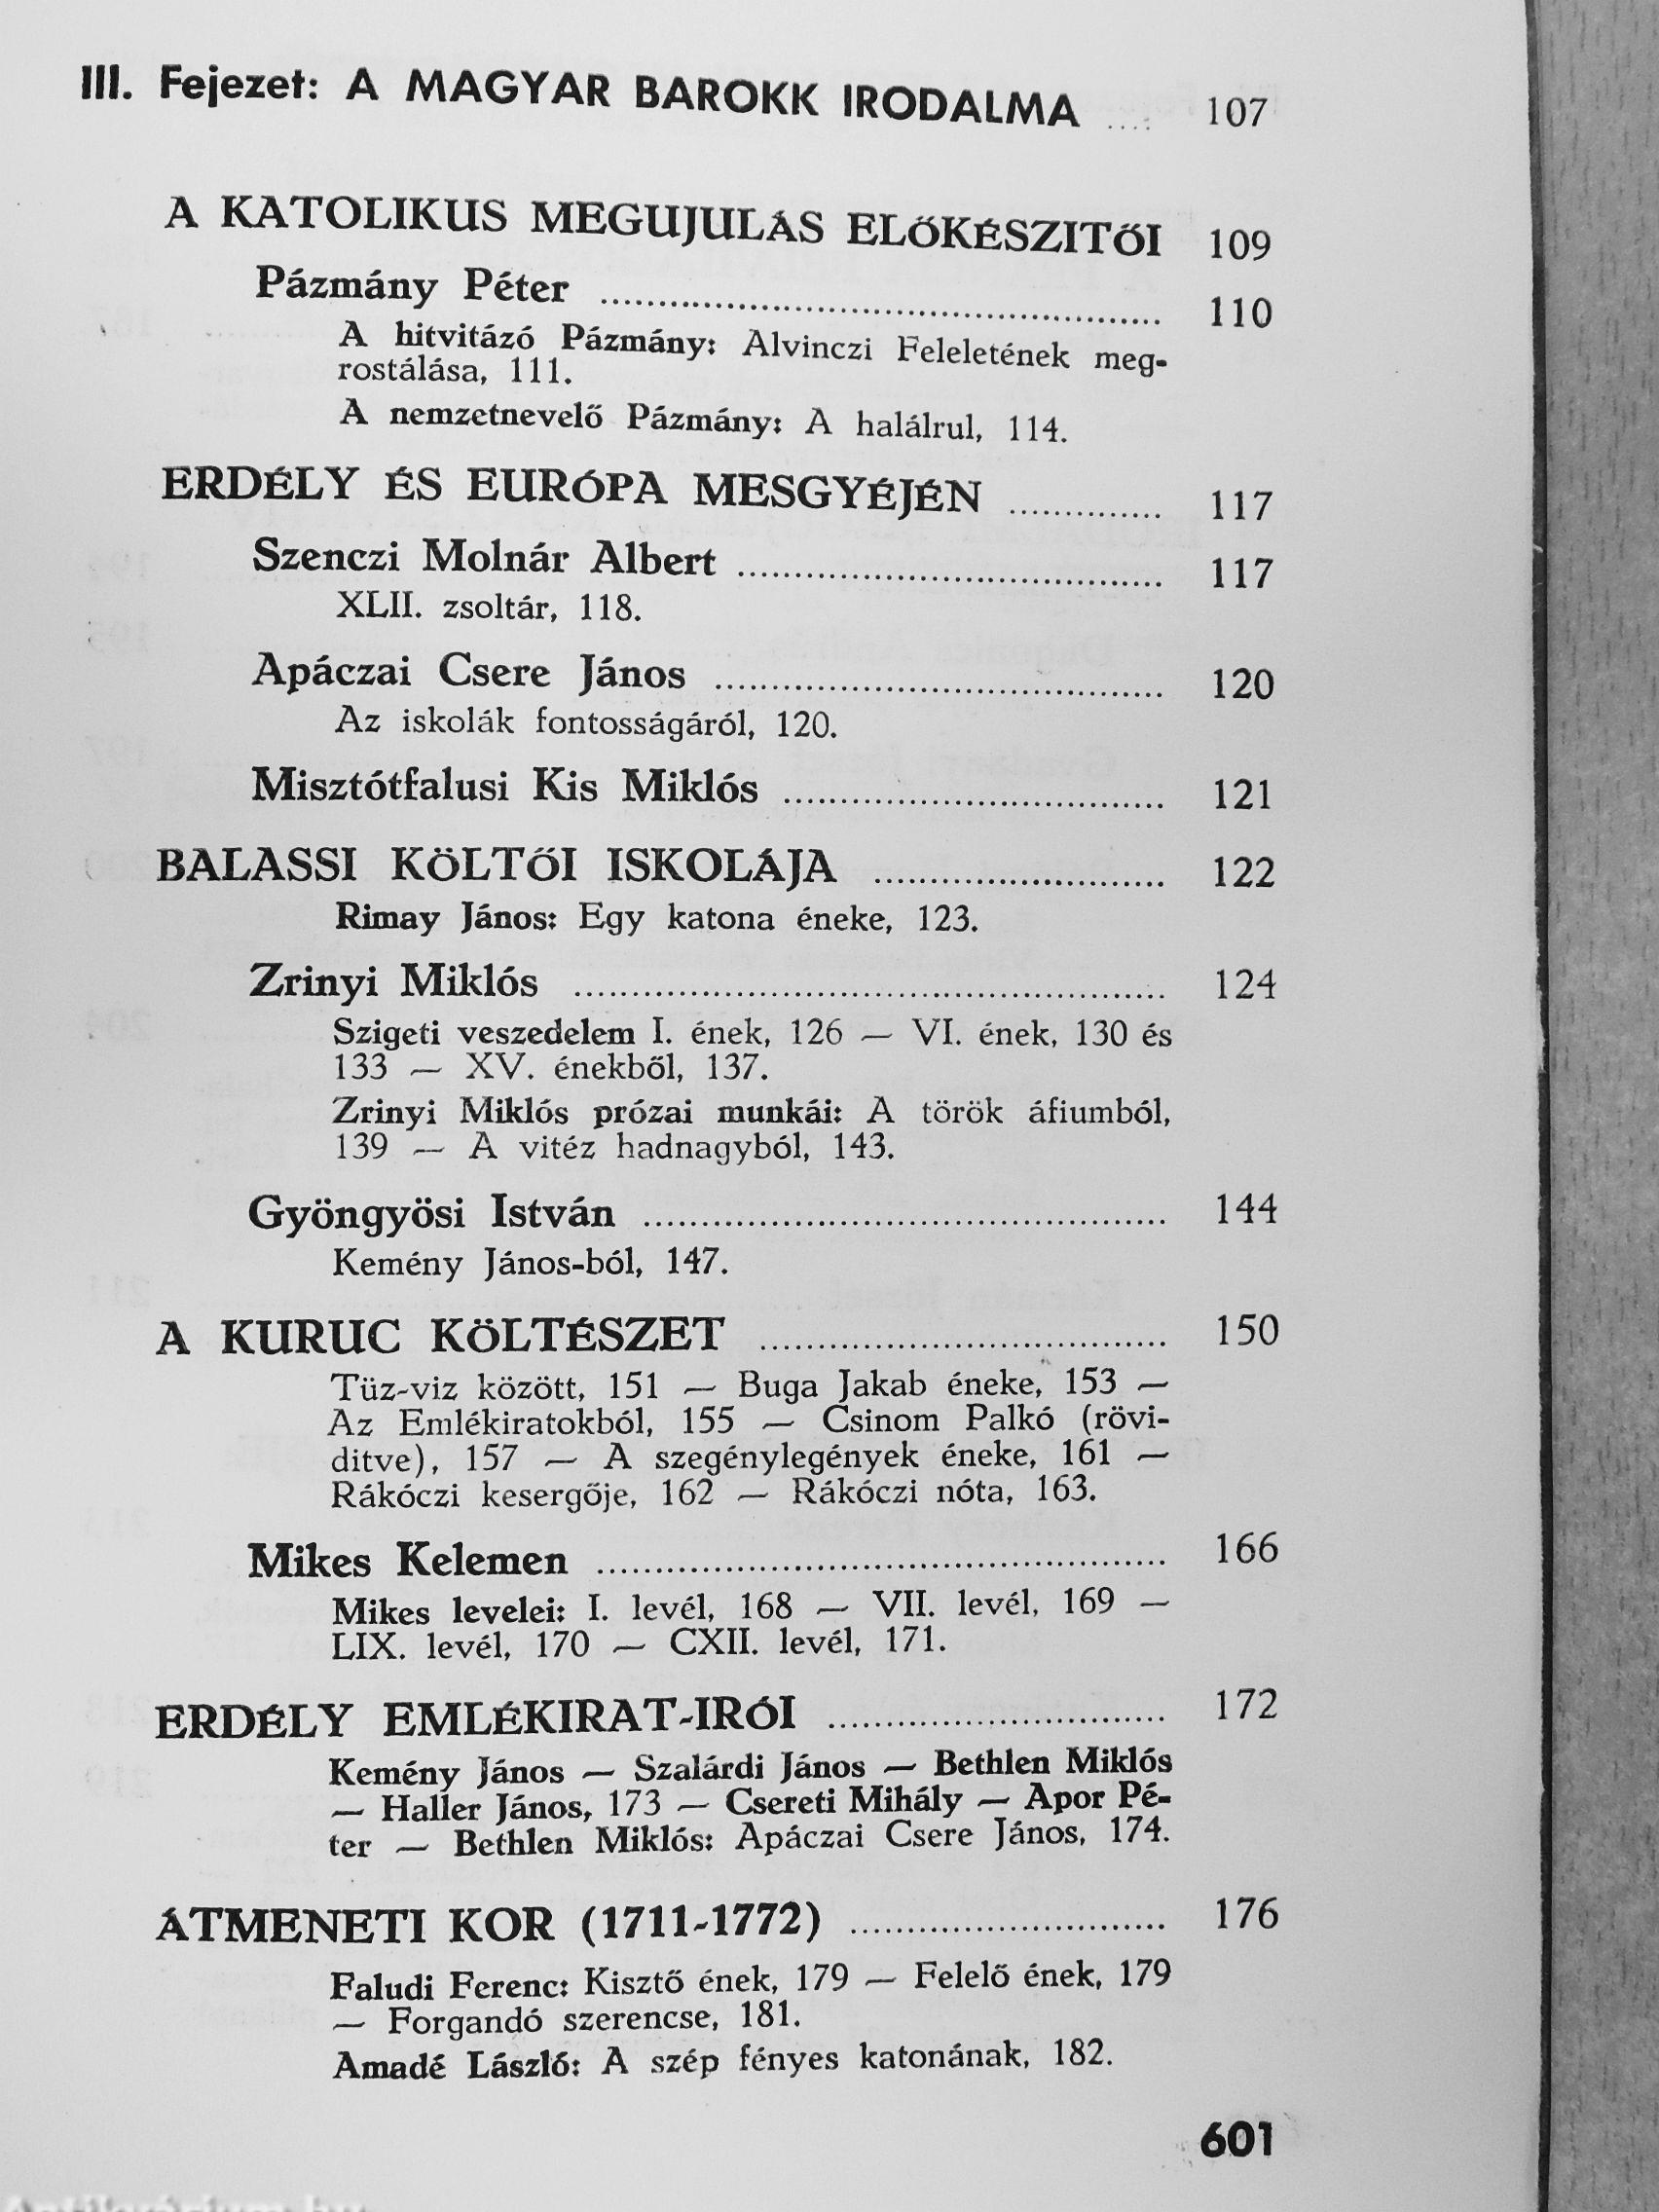 III. Fejezet: A MAGYAR BAROKK IRODALMA .... 107
A KATOLIKUS MEGUJULÁS ELŐKÉSZITŐI 109
Pázmány Péter .................... 110
A hitvitázó Pázmány: Alvinczi Feleletének meg-
rostálása, 111.
A nemzetnevelő Pázmány: A halálrul, 114.
ERDÉLY ÉS EURÓPA MESGYÉJÉN .............. 117
Szenczi Molnár Albert .................... 117
XLII. zsoltár, 118.
Apáczai Csere János .................... 120
Az iskolák fontosságáról, 120.
Misztótfalusi Kis Miklós .................... 121
BALASSI KÖLTŐI ISKOLÁJA .................... 122
Rimay János: Egy katona éneke, 123.
Zrinyi Miklós .................... 124
Szigeti veszedelem I. ének, 126 — VI. ének, 130 és
133 — XV. énekből, 137.
Zrinyi Miklós prózai munkái: A török áfiumból,
139 — A vitéz hadnagyból, 143.
Gyöngyösi István .................... 144
Kemény János-ból, 147.
A KURUC KÖLTÉSZET .................... 150
Tüz-viz között, 151 — Buga Jakab éneke, 153 —
Az Emlékiratokból, 155 — Csinom Palkó (rövi-
ditve), 157 — A szegénylegények éneke, 161 —
Rákóczi kesergője, 162 — Rákóczi nóta, 163.
Mikes Kelemen .................... 166
Mikes levelei: I. levél, 168 — VII. levél, 169 —
LIX. levél, 170 — CXII. levél, 171.
ERDÉLY EMLÉKIRAT-IRÓI .................... 172
Kemény János — Szalárdi János — Bethlen Miklós
— Haller János, 173 — Csereti Mihály — Apor Pé-
ter — Bethlen Miklós: Apáczai Csere János, 174.
ÁTMENETI KOR (1711-1772) .................... 176
Faludi Ferenc: Kisztő ének, 179 — Felelő ének, 179
— Forgandó szerencse, 181.
Amadé László: A szép fényes katonának, 182.
601